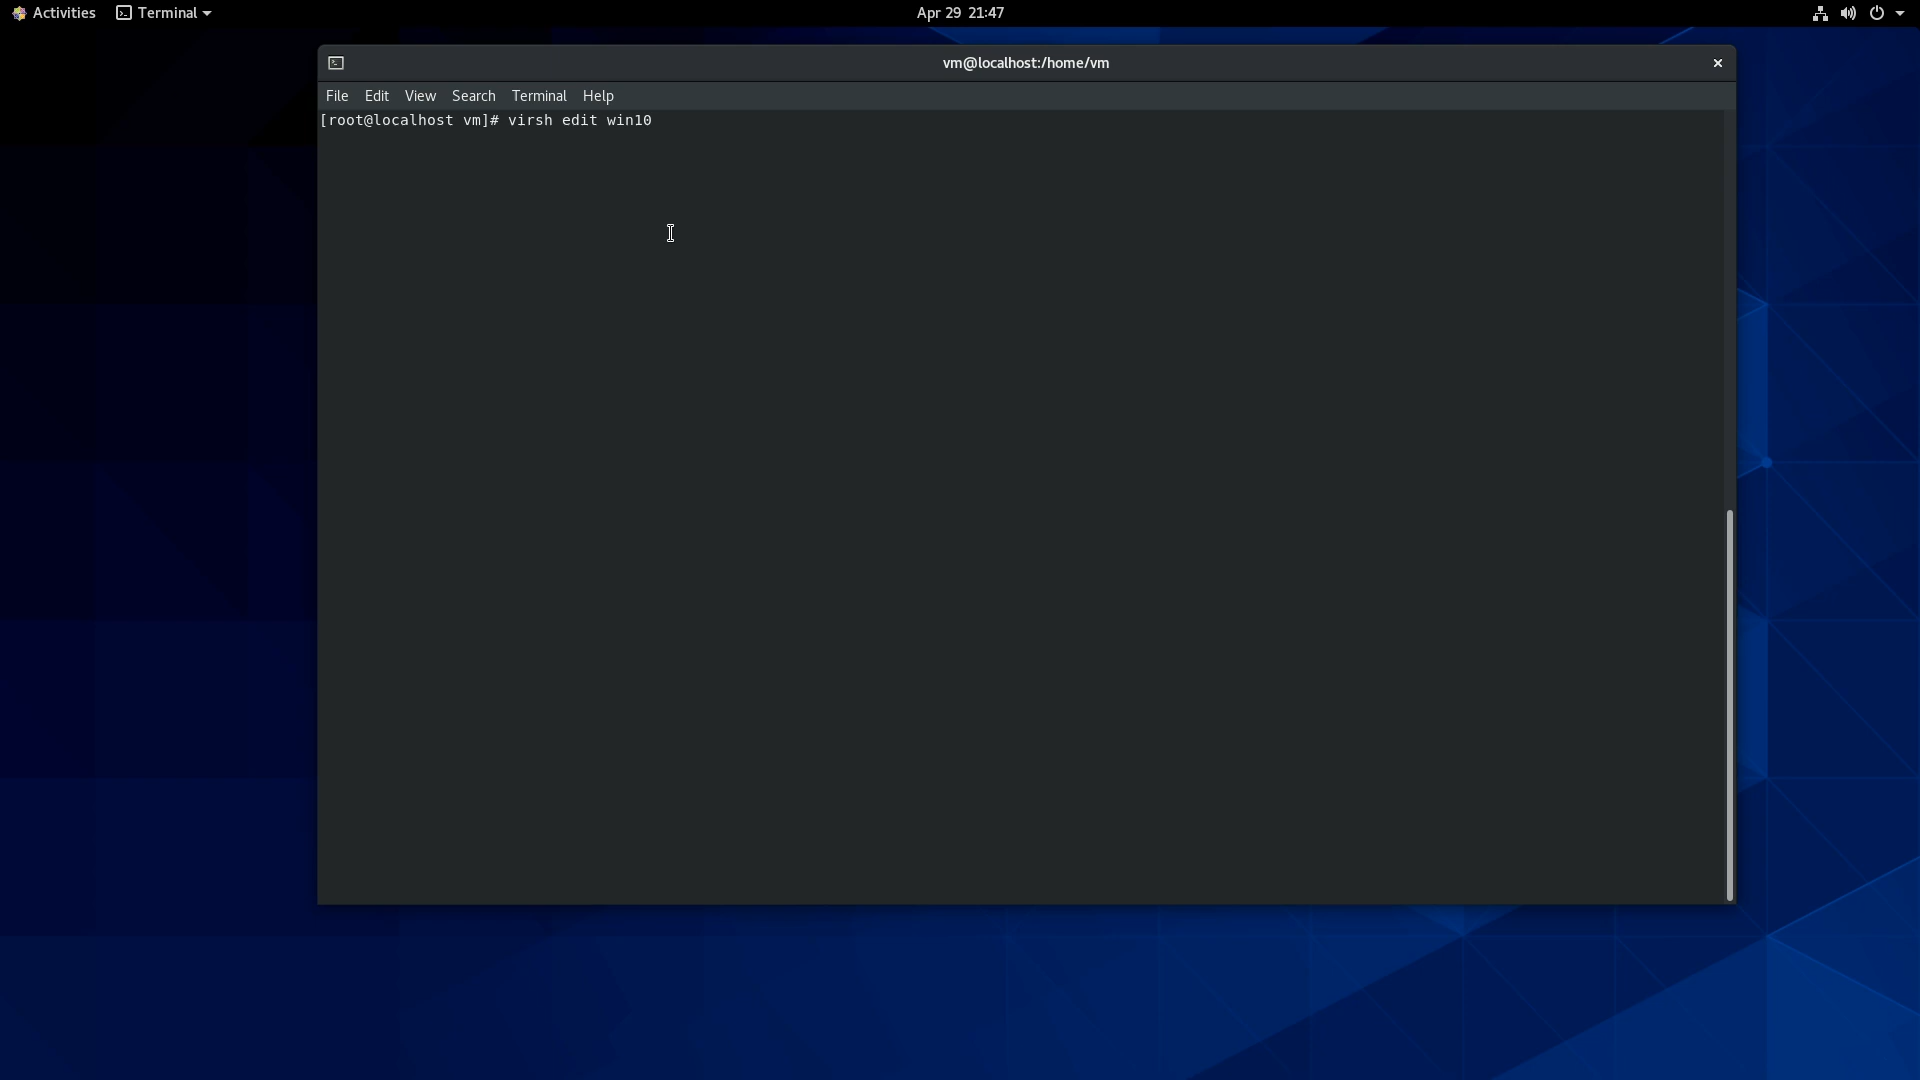 Activities Terminal Apr 29 21:47
vm@localhost:/home/vm
File Edit View Search Terminal Help
[root@localhost vm]# virsh edit win10